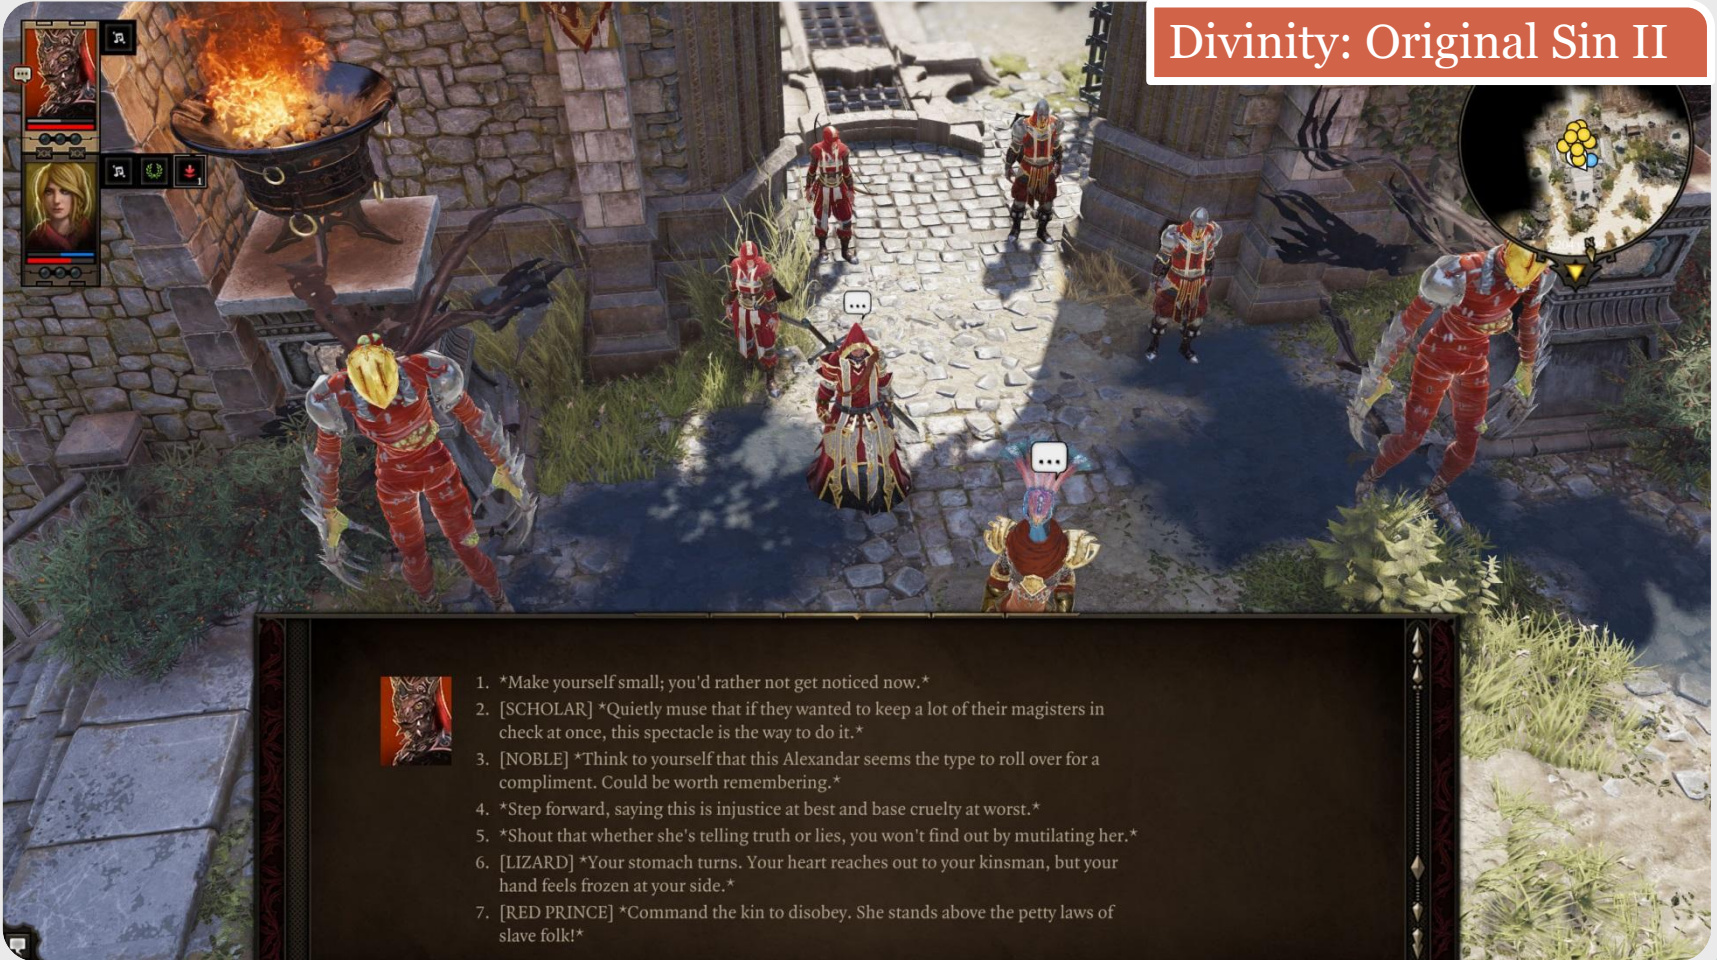 Divinity: Original Sin II
1
1. *Make yourself small; you'd rather not get noticed now.*
2. [SCHOLAR] *Quietly muse that if they wanted to keep a lot of their magisters in
check at once, this spectacle is the way to do it.*
3. [NOBLE] *Think to yourself that this Alexandar seems the type to roll over for a
compliment. Could be worth remembering.*
4. *Step forward, saying this is injustice at best and base cruelty at worst.*
5. *Shout that whether she's telling truth or lies, you won't find out by mutilating her.*
6. [LIZARD] *Your stomach turns. Your heart reaches out to your kinsman, but your
hand feels frozen at your side.*
7. [RED PRINCE] *Command the kin to disobey. She stands above the petty laws of
slave folk!*